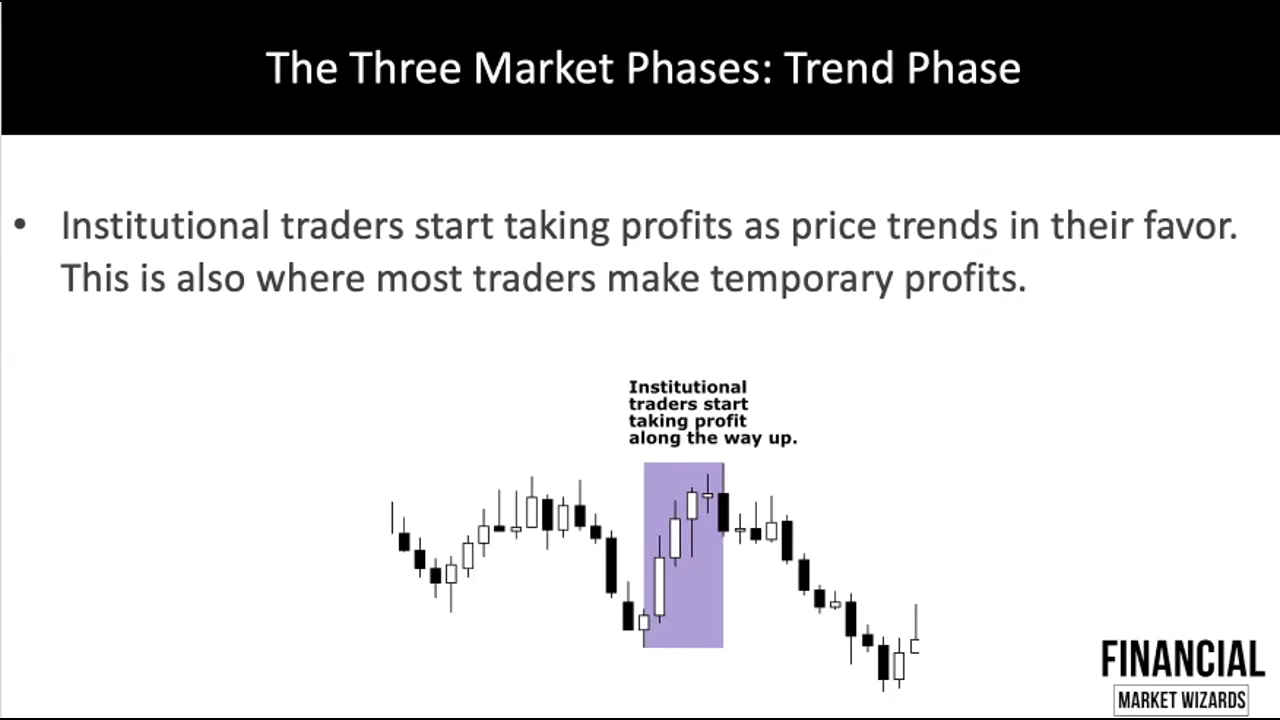 The Three Market Phases: Trend Phase
• Institutional traders start taking profits as price trends in their favor.
This is also where most traders make temporary profits.
Institutional
traders start
taking profit
along the way up.
FINANCIAL
MARKET WIZARDS